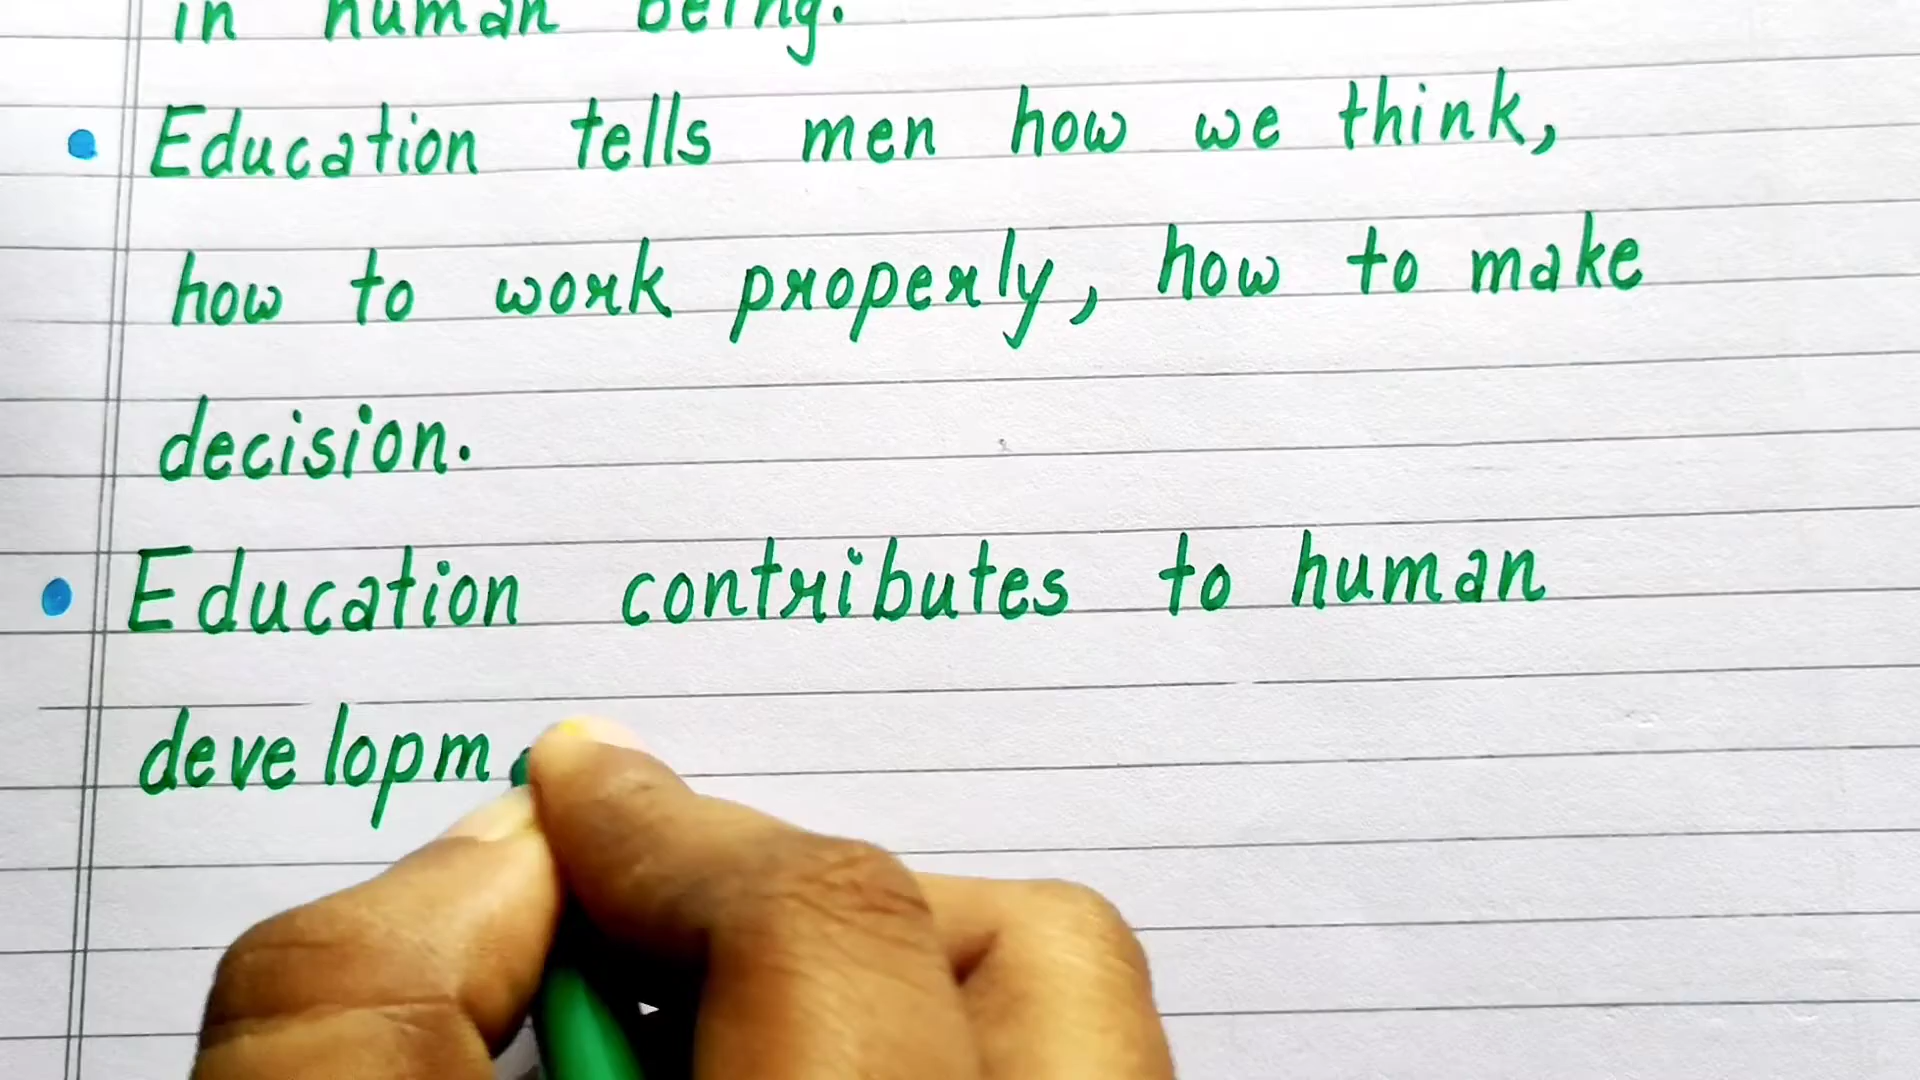 in human being.
• Education tells men how we think,
how to work properly, how to make
decision.
• Education contributes to human
developm